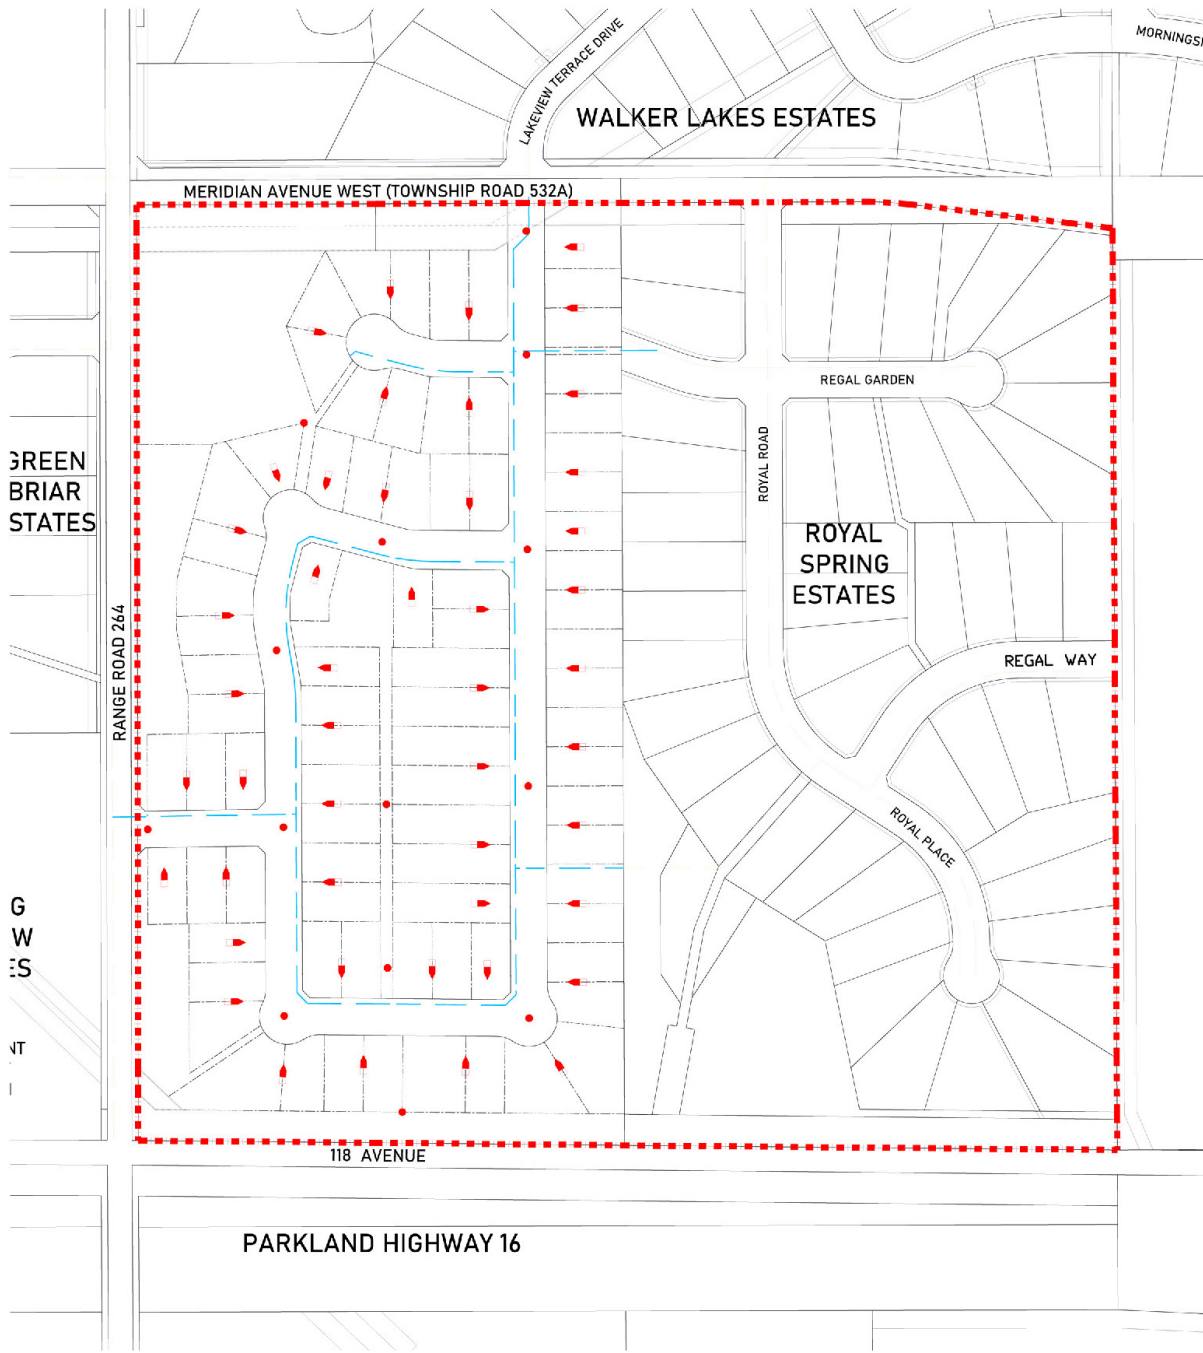 MORNINGSI
LAKEVIEW TERRACE DRIVE
WALKER LAKES ESTATES
MERIDIAN AVENUE WEST (TOWNSHIP ROAD 532A)
REGAL GARDEN
ROYAL ROAD
GREEN
BRIAR
STATES
ROYAL
SPRING
ESTATES
RANGE ROAD 264
REGAL WAY
ROYAL PLACE
G
W
ES
NT
118 AVENUE
PARKLAND HIGHWAY 16